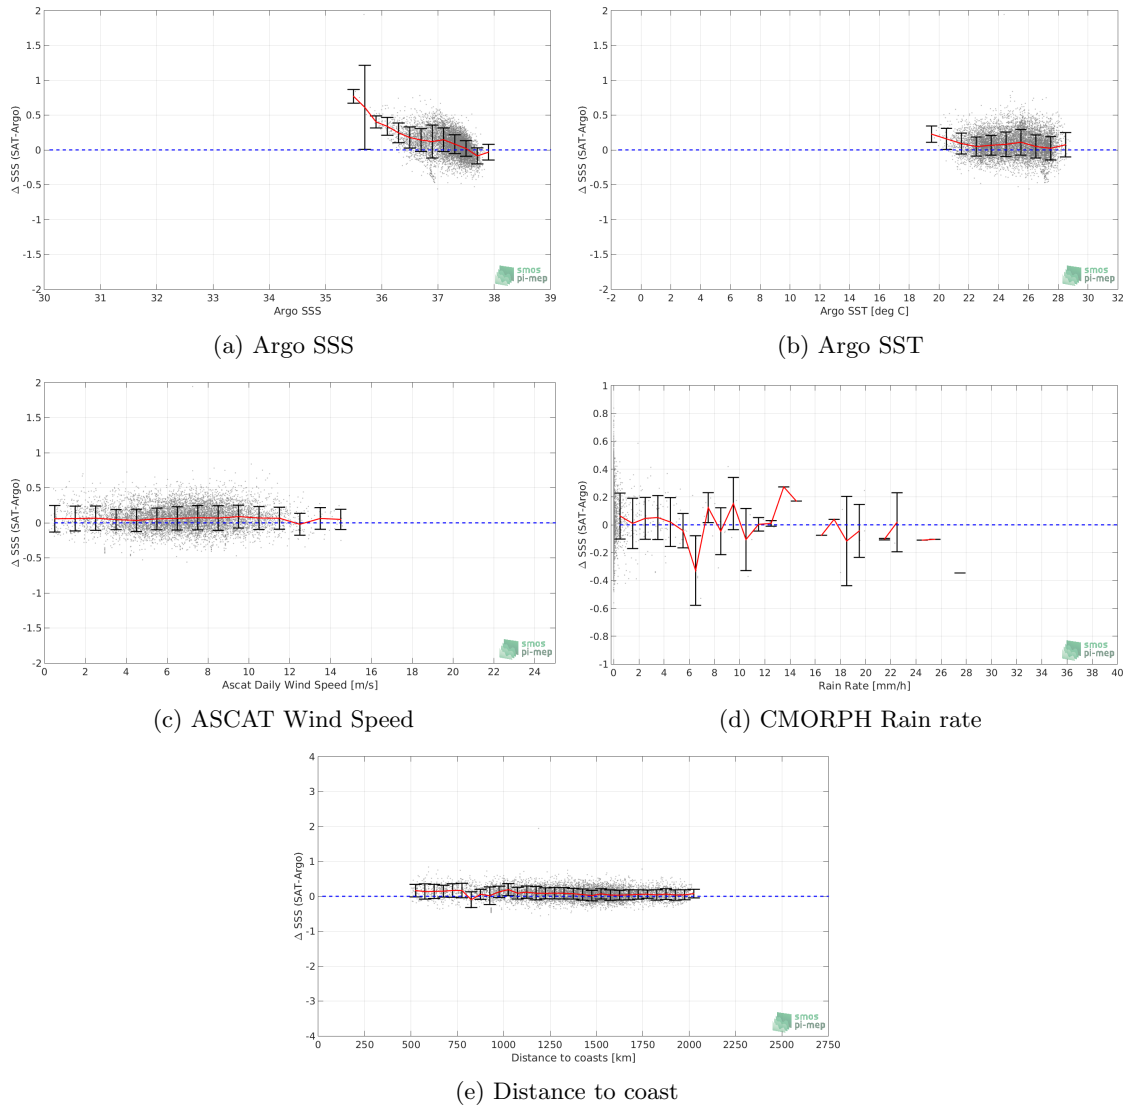 2
1.5
1
0.5
0
-0.5
-1
-1.5
-2
Δ SSS (SAT-Argo)
30 31 32 33 34 35 36 37 38 39
Argo SSS
smos
pi-mep
(a) Argo SSS
2
1.5
1
0.5
0
-0.5
-1
-1.5
-2
Δ SSS (SAT-Argo)
-2 0 2 4 6 8 10 12 14 16 18 20 22 24 26 28 30 32
Argo SST [deg C]
smos
pi-mep
(b) Argo SST
2
1.5
1
0.5
0
-0.5
-1
-1.5
-2
Δ SSS (SAT-Argo)
0 2 4 6 8 10 12 14 16 18 20 22 24
Ascat Daily Wind Speed [m/s]
smos
pi-mep
(c) ASCAT Wind Speed
1
0.8
0.6
0.4
0.2
0
-0.2
-0.4
-0.6
-0.8
-1
Δ SSS (SAT-Argo)
0 2 4 6 8 10 12 14 16 18 20 22 24 26 28 30 32 34 36 38 40
Rain Rate [mm/h]
smos
pi-mep
(d) CMORPH Rain rate
4
3
2
1
0
-1
-2
-3
-4
Δ SSS (SAT-Argo)
0 250 500 750 1000 1250 1500 1750 2000 2250 2500 2750
Distance to coasts [km]
smos
pi-mep
(e) Distance to coast